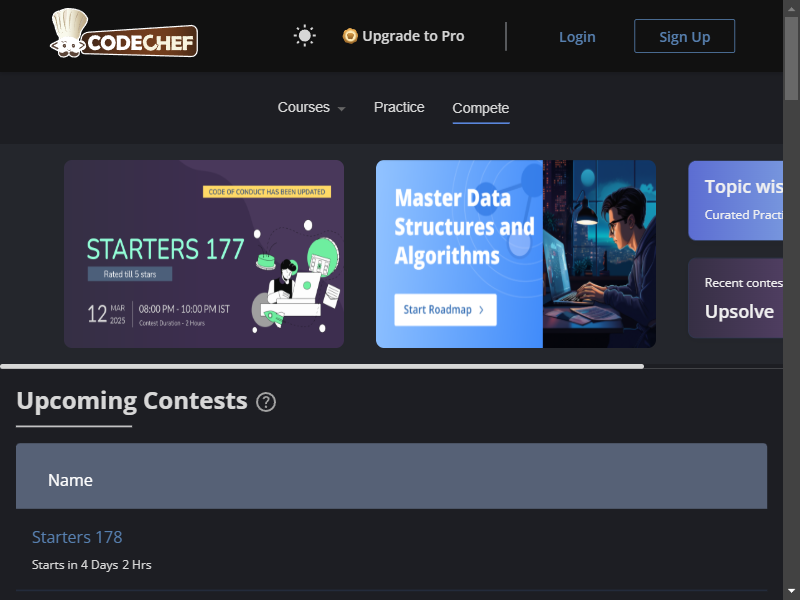 CODECHEF
Upgrade to Pro
Login
Sign Up
Courses
Practice
Compete
CODE OF CONDUCT HAS BEEN UPDATED
STARTERS 177
Rated till 5 stars
12 MAR 2025
08:00 PM - 10:00 PM IST
Contest Duration - 2 Hours
Master Data
Structures and
Algorithms
Start Roadmap
Topic wis
Curated Practi
Recent contes
Upsolve
Upcoming Contests ?
Name
Starters 178
Starts in 4 Days 2 Hrs